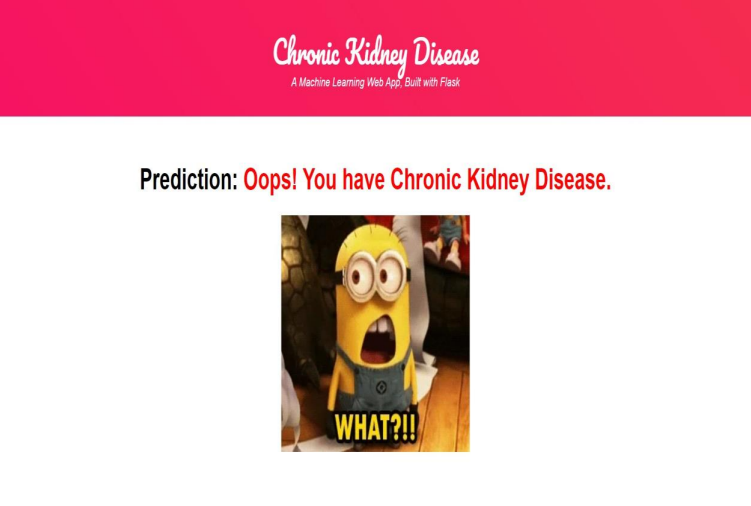 Chronic Kidney Disease
A Machine Learning Web App, Built with Flask
Prediction: Oops! You have Chronic Kidney Disease.
WHAT?!!